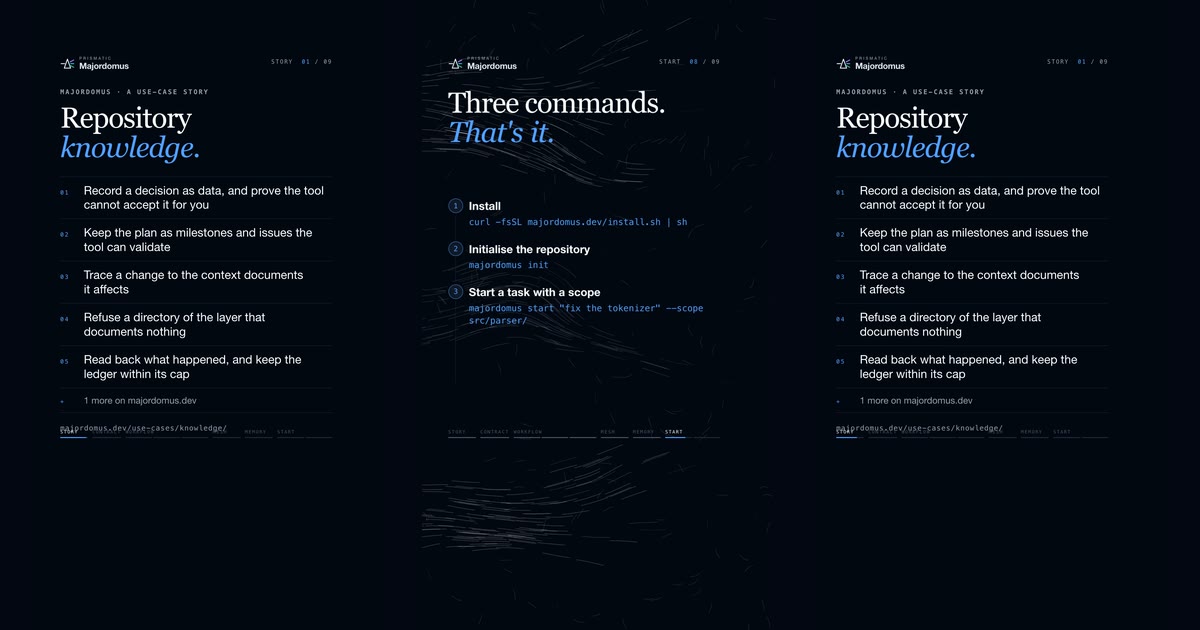 PRISMATIC
Majordomus
STORY 01 / 09
MAJORDOMUS · A USE-CASE STORY
Repository
knowledge.
01 Record a decision as data, and prove the tool
cannot accept it for you
02 Keep the plan as milestones and issues the
tool can validate
03 Trace a change to the context documents
it affects
04 Refuse a directory of the layer that
documents nothing
05 Read back what happened, and keep the
ledger within its cap
+ 1 more on majordomus.dev
majordomus.dev/use-cases/knowledge/
STORY MEMORY START
PRISMATIC
Majordomus
START 08 / 09
Three commands.
That's it.
1 Install
curl -fsSL majordomus.dev/install.sh | sh
2 Initialise the repository
majordomus init
3 Start a task with a scope
majordomus start "fix the tokenizer" --scope
src/parser/
STORY CONTRACT WORKFLOW MESH MEMORY START
PRISMATIC
Majordomus
STORY 01 / 09
MAJORDOMUS · A USE-CASE STORY
Repository
knowledge.
01 Record a decision as data, and prove the tool
cannot accept it for you
02 Keep the plan as milestones and issues the
tool can validate
03 Trace a change to the context documents
it affects
04 Refuse a directory of the layer that
documents nothing
05 Read back what happened, and keep the
ledger within its cap
+ 1 more on majordomus.dev
majordomus.dev/use-cases/knowledge/
STORY MEMORY START